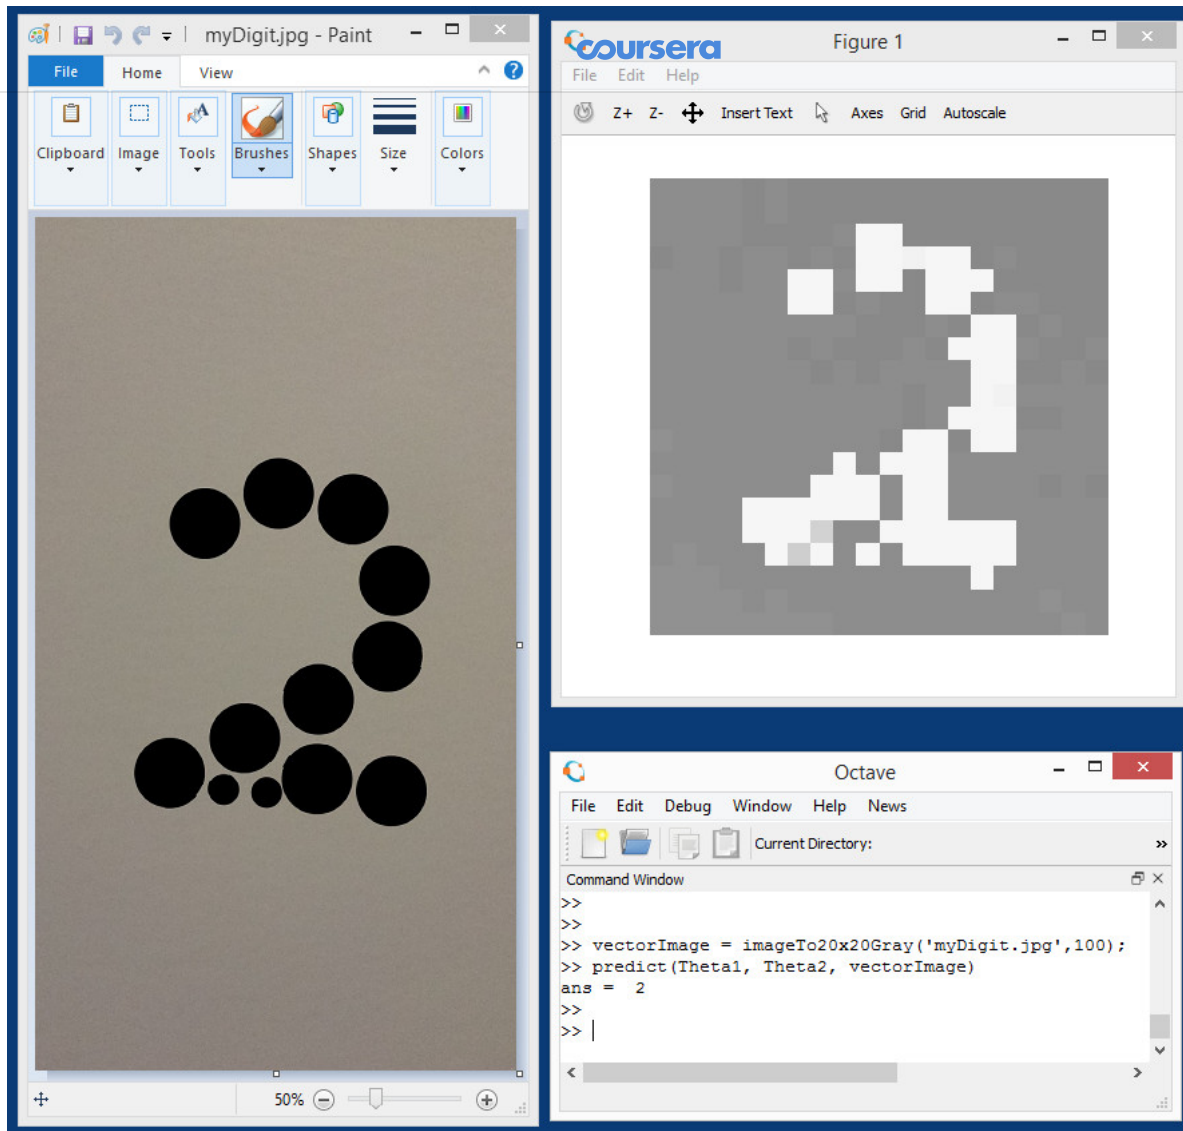 myDigit.jpg - Paint
File Home View
Clipboard Image Tools Brushes Shapes Size Colors
50%
coursera
Figure 1
File Edit Help
Z+ Z- Insert Text Axes Grid Autoscale
Octave
File Edit Debug Window Help News
Current Directory:
Command Window
>>
>>
>> vectorImage = imageTo20x20Gray('myDigit.jpg',100);
>> predict(Theta1, Theta2, vectorImage)
ans =  2
>>
>>